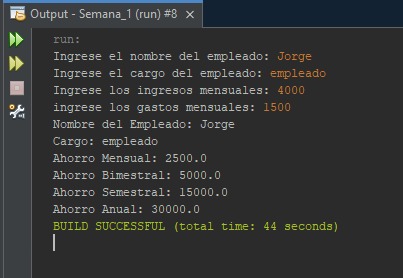 Output - Semana_1 (run) #8
run:
Ingrese el nombre del empleado: Jorge
Ingrese el cargo del empleado: empleado
Ingrese los ingresos mensuales: 4000
ingrese los gastos mensuales: 1500
Nombre del Empleado: Jorge
Cargo: empleado
Ahorro Mensual: 2500.0
Ahorro Bimestral: 5000.0
Ahorro Semestral: 15000.0
Ahorro Anual: 30000.0
BUILD SUCCESSFUL (total time: 44 seconds)